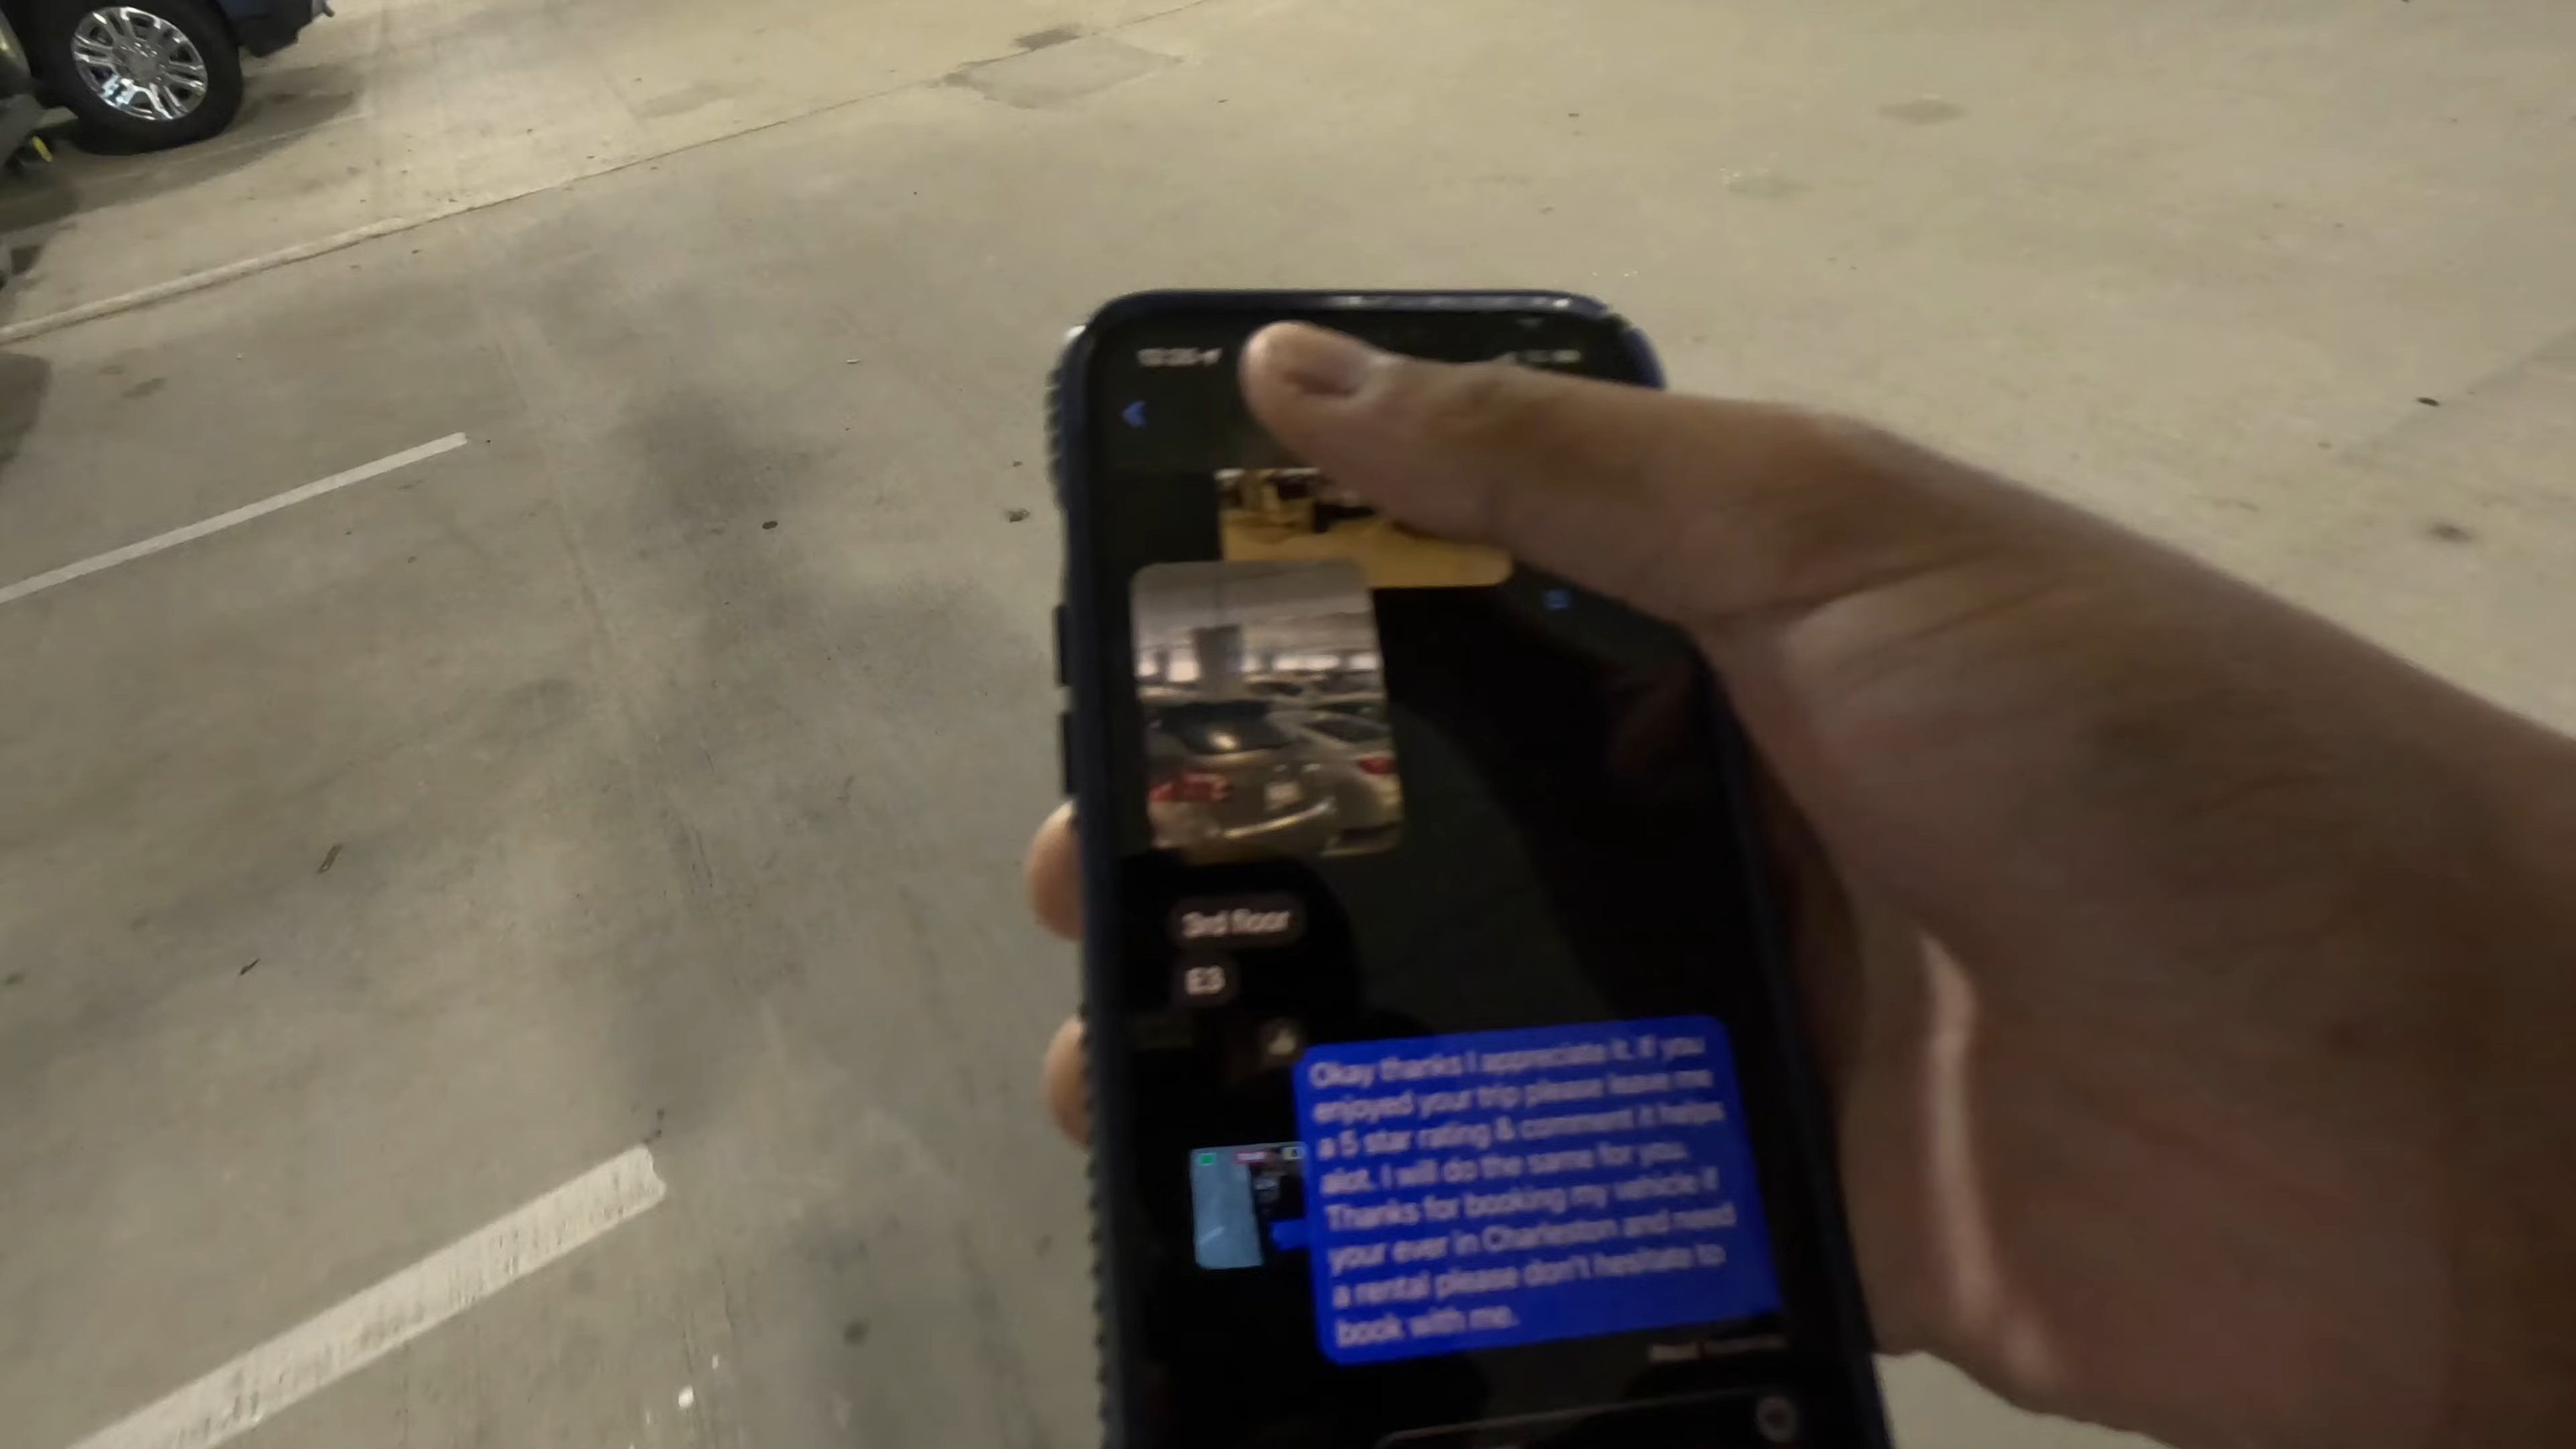 3rd floor
E3
Okay thanks I appreciate it. If you
enjoyed your trip please leave me
a 5 star rating & comment it helps
alot. I will do the same for you.
Thanks for booking my vehicle if
your ever in Charleston and need
a rental please don't hesitate to
book with me.
Read